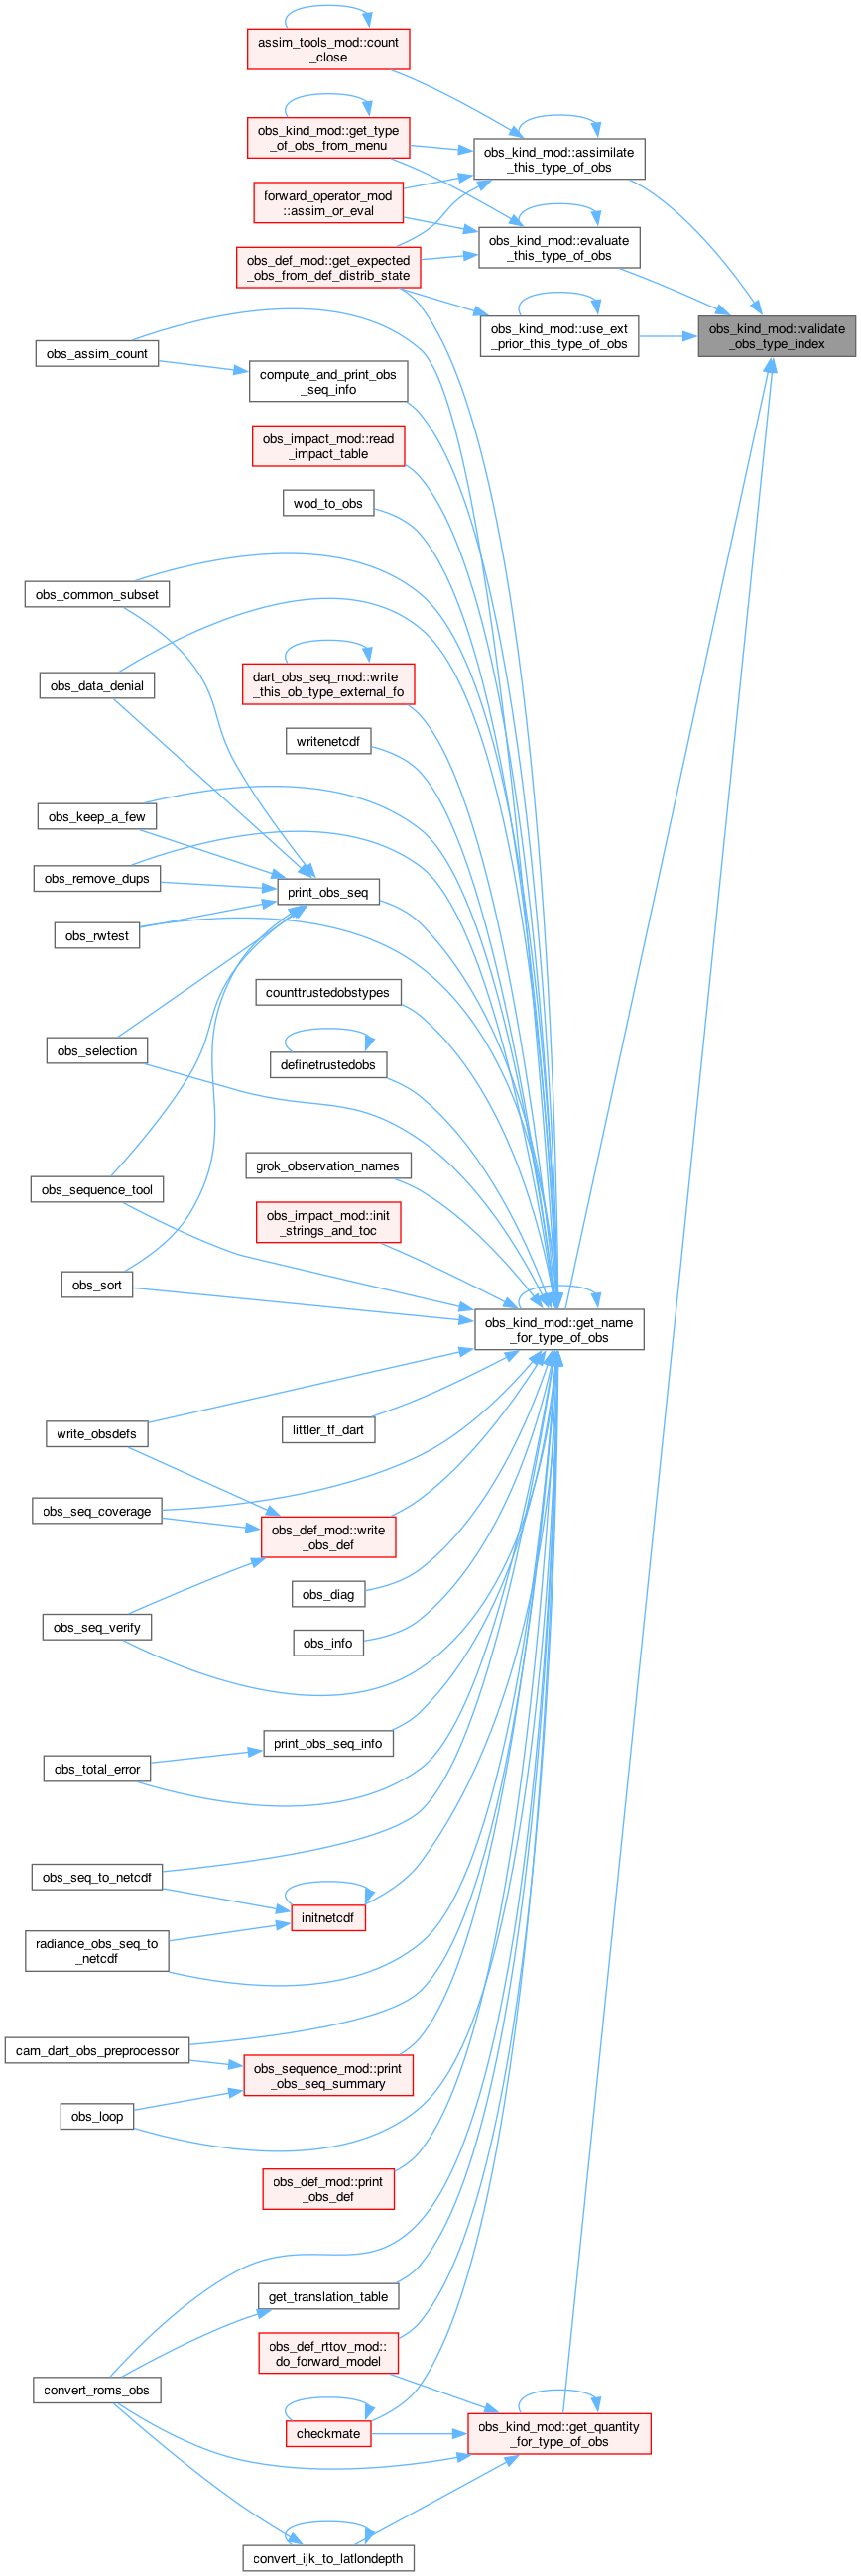 assim_tools_mod::count
_close
obs_kind_mod::get_type
_of_obs_from_menu
obs_kind_mod::assimilate
_this_type_of_obs
forward_operator_mod
::assim_or_eval
obs_kind_mod::evaluate
_this_type_of_obs
obs_def_mod::get_expected
_obs_from_def_distrib_state
obs_kind_mod::use_ext
_prior_this_type_of_obs
obs_kind_mod::validate
_obs_type_index
obs_assim_count
compute_and_print_obs
_seq_info
obs_impact_mod::read
_impact_table
wod_to_obs
obs_common_subset
obs_data_denial
dart_obs_seq_mod::write
_this_ob_type_external_fo
writenetcdf
obs_keep_a_few
obs_remove_dups
print_obs_seq
obs_rwtest
counttrustedobstypes
obs_selection
definetrustedobs
grok_observation_names
obs_sequence_tool
obs_impact_mod::init
_strings_and_toc
obs_sort
obs_kind_mod::get_name
_for_type_of_obs
write_obsdefs
littler_tf_dart
obs_seq_coverage
obs_def_mod::write
_obs_def
obs_diag
obs_seq_verify
obs_info
print_obs_seq_info
obs_total_error
obs_seq_to_netcdf
initnetcdf
radiance_obs_seq_to
_netcdf
cam_dart_obs_preprocessor
obs_sequence_mod::print
_obs_seq_summary
obs_loop
obs_def_mod::print
_obs_def
get_translation_table
obs_def_rttov_mod::
do_forward_model
convert_roms_obs
checkmate
obs_kind_mod::get_quantity
_for_type_of_obs
convert_ijk_to_latlondepth